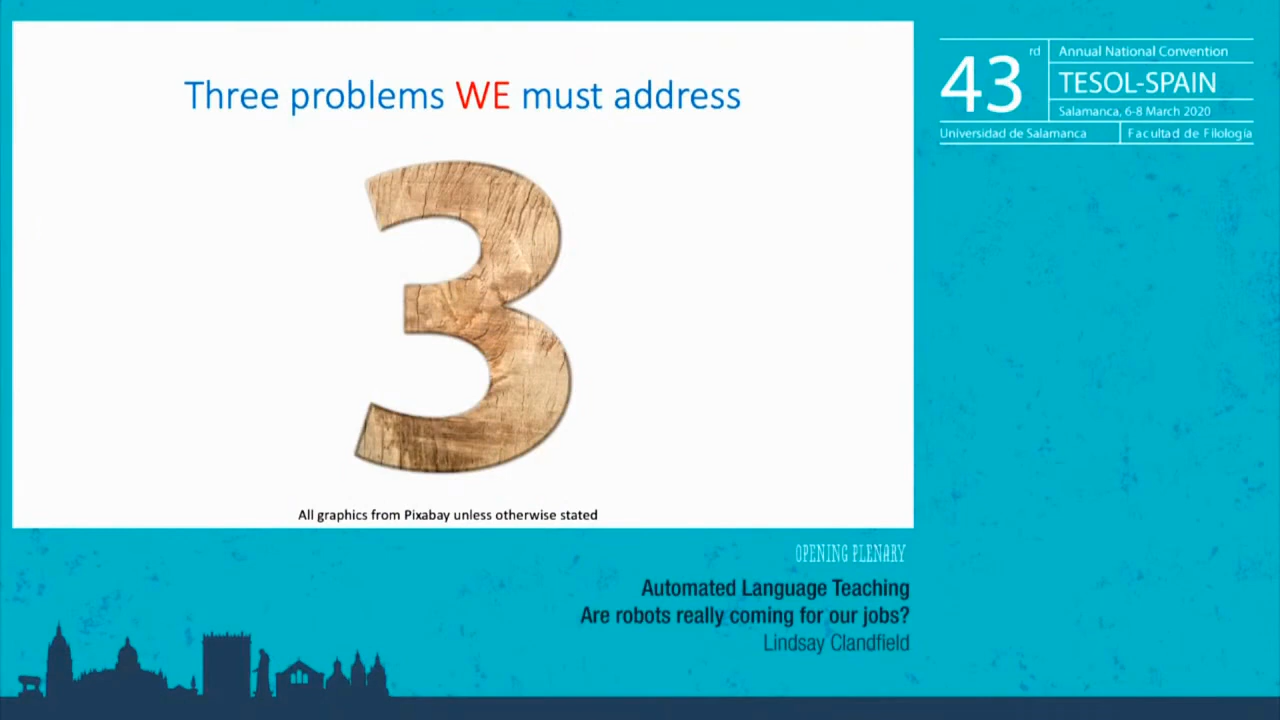 Three problems WE must address
3
All graphics from Pixabay unless otherwise stated
43rd
Annual National Convention
TESOL-SPAIN
Salamanca, 6-8 March 2020
Universidad de Salamanca
Facultad de Filología
OPENING PLENARY
Automated Language Teaching
Are robots really coming for our jobs?
Lindsay Clandfield